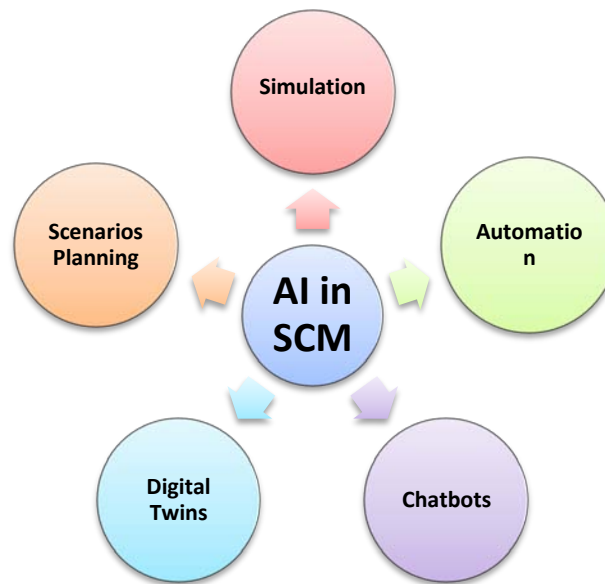 Simulation
Scenarios
Planning
Automatio
n
AI in
SCM
Digital
Twins
Chatbots